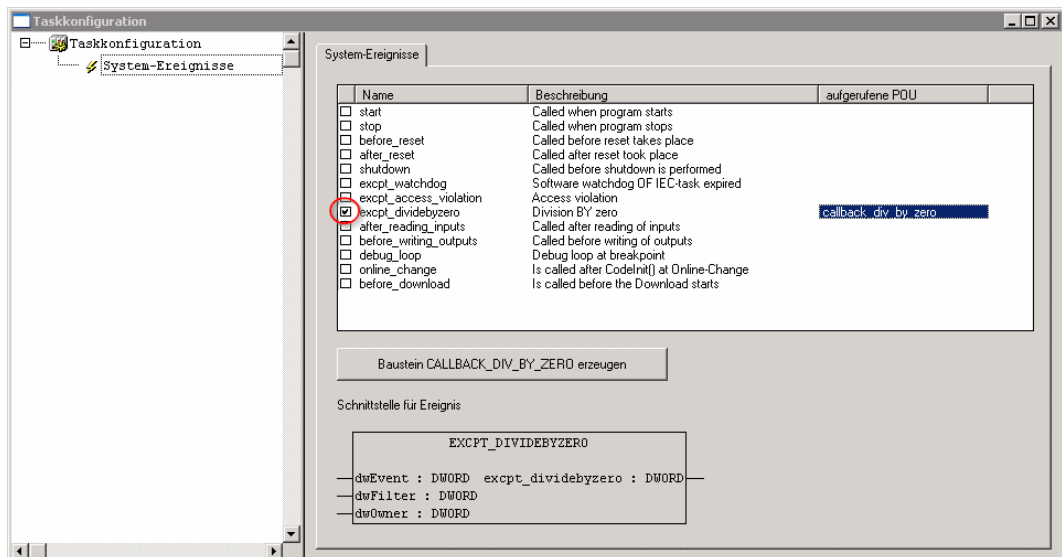 Taskkonfiguration
Taskkonfiguration
System-Ereignisse
System-Ereignisse
Name Beschreibung aufgerufene POU
start Called when program starts
stop Called when program stops
before_reset Called before reset takes place
after_reset Called after reset took place
shutdown Called before shutdown is performed
excpt_watchdog Software watchdog OF IEC-task expired
excpt_access_violation Access violation
excpt_dividebyzero Division BY zero callback_div_by_zero
after_reading_inputs Called after reading of inputs
before_writing_outputs Called before writing of outputs
debug_loop Debug loop at breakpoint
online_change Is called after CodeInit() at Online-Change
before_download Is called before the Download starts
Baustein CALLBACK_DIV_BY_ZERO erzeugen
Schnittstelle für Ereignis
EXCPT_DIVIDEBYZERO
dwEvent : DWORD excpt_dividebyzero : DWORD
dwFilter : DWORD
dwOwner : DWORD